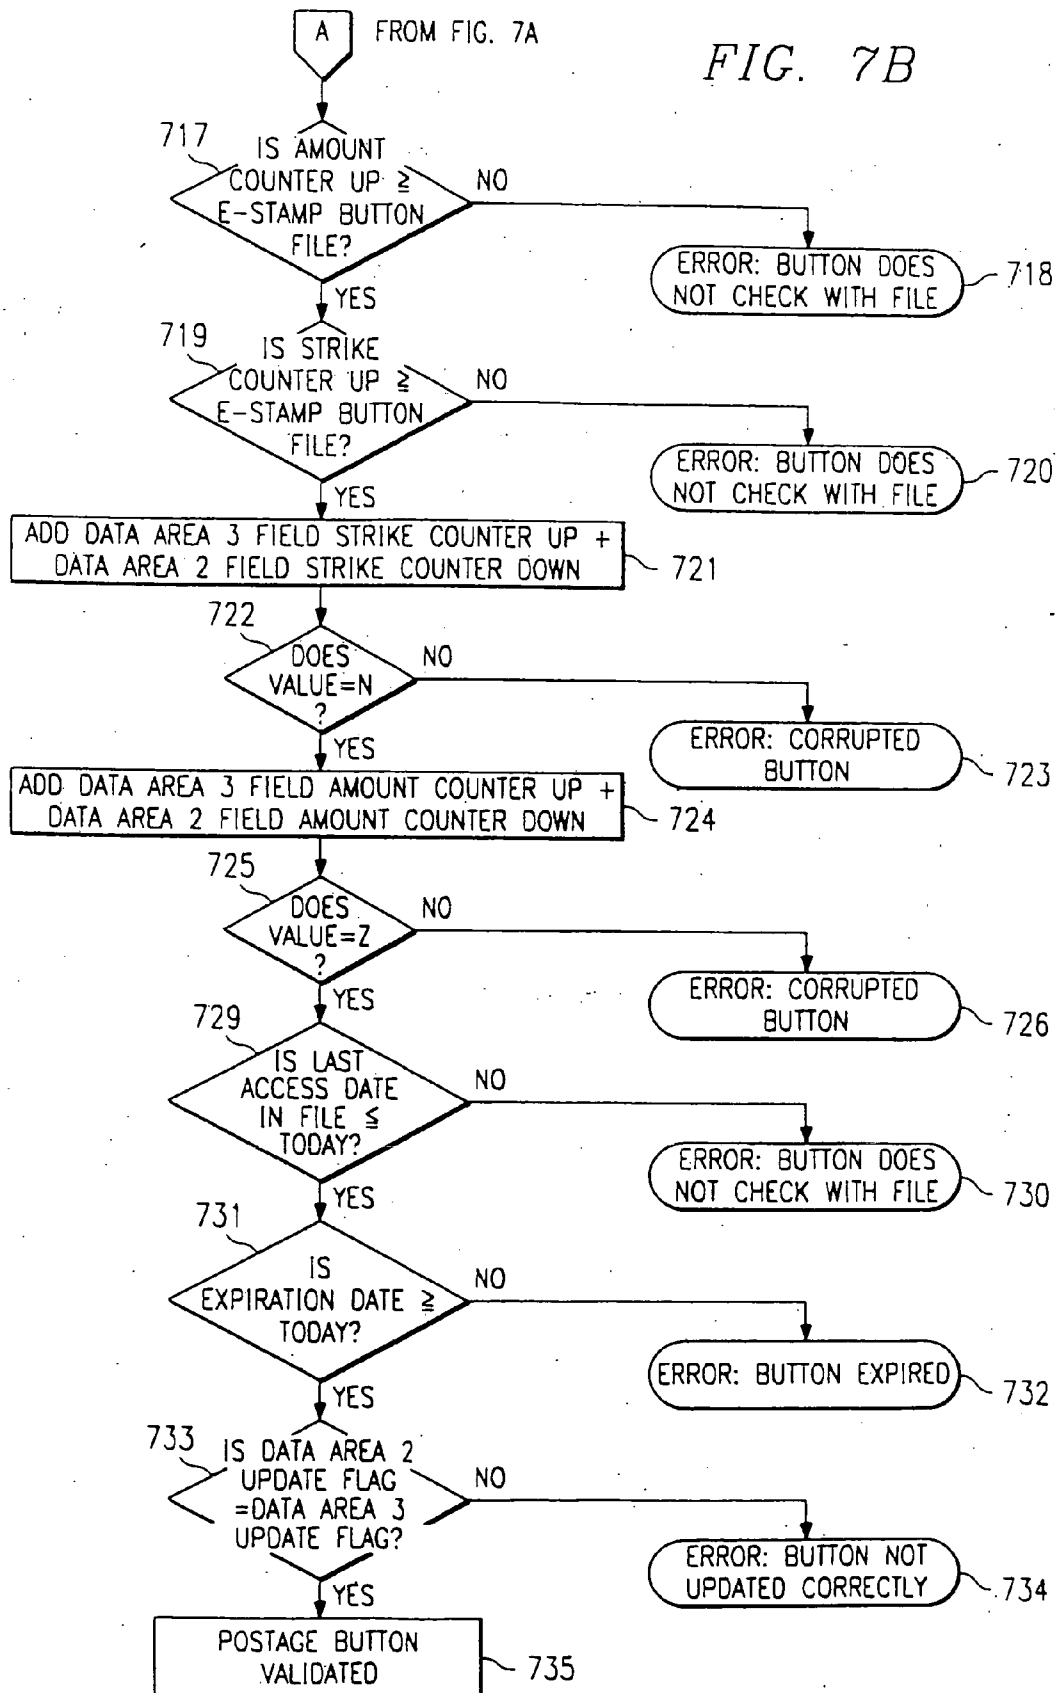 A FROM FIG. 7A
FIG. 7B
717
IS AMOUNT
COUNTER UP ≧
E-STAMP BUTTON
FILE?
NO
YES
ERROR: BUTTON DOES
NOT CHECK WITH FILE
718
719
IS STRIKE
COUNTER UP ≧
E-STAMP BUTTON
FILE?
NO
YES
ERROR: BUTTON DOES
NOT CHECK WITH FILE
720
ADD DATA AREA 3 FIELD STRIKE COUNTER UP +
DATA AREA 2 FIELD STRIKE COUNTER DOWN
721
722
DOES
VALUE=N
?
NO
YES
ERROR: CORRUPTED
BUTTON
723
ADD DATA AREA 3 FIELD AMOUNT COUNTER UP +
DATA AREA 2 FIELD AMOUNT COUNTER DOWN
724
725
DOES
VALUE=Z
?
NO
YES
ERROR: CORRUPTED
BUTTON
726
729
IS LAST
ACCESS DATE
IN FILE ≦
TODAY?
NO
YES
ERROR: BUTTON DOES
NOT CHECK WITH FILE
730
731
IS
EXPIRATION DATE ≧
TODAY?
NO
YES
ERROR: BUTTON EXPIRED
732
733
IS DATA AREA 2
UPDATE FLAG
=DATA AREA 3
UPDATE FLAG?
NO
YES
ERROR: BUTTON NOT
UPDATED CORRECTLY
734
POSTAGE BUTTON
VALIDATED
735